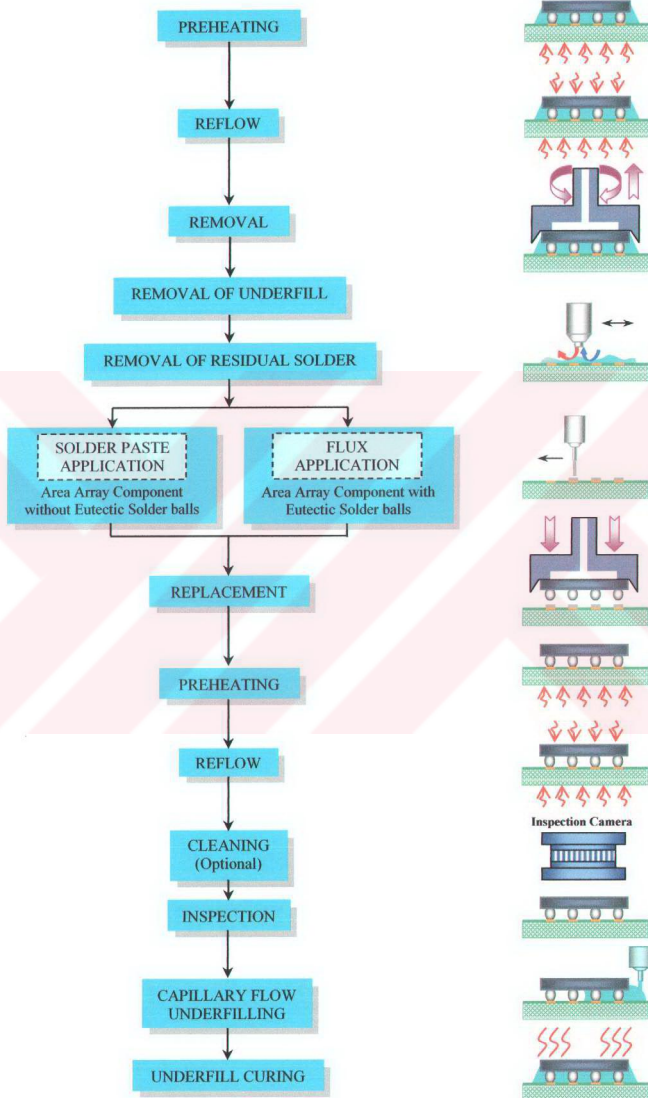 PREHEATING
REFLOW
REMOVAL
REMOVAL OF UNDERFILL
REMOVAL OF RESIDUAL SOLDER
SOLDER PASTE
APPLICATION
Area Array Component
without Eutectic Solder balls
FLUX
APPLICATION
Area Array Component with
Eutectic Solder balls
REPLACEMENT
PREHEATING
REFLOW
Inspection Camera
CLEANING
(Optional)
INSPECTION
CAPILLARY FLOW
UNDERFILLING
UNDERFILL CURING